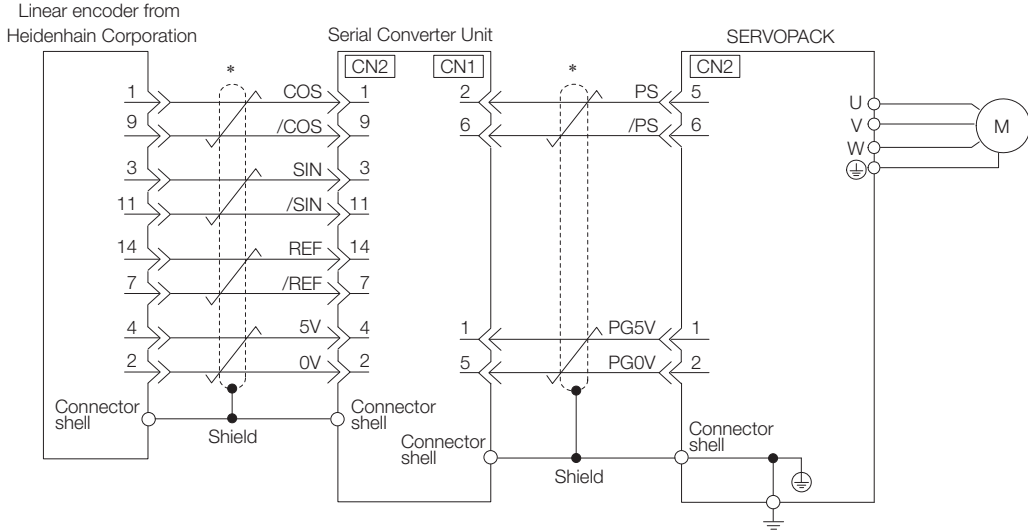 Linear encoder from
Heidenhain Corporation
Serial Converter Unit
SERVOPACK
* CN2 CN1 * CN2
1 COS 1 2 PS 5
9 /COS 9 6 /PS 6
U
V
W
M
3 SIN 3
11 /SIN 11
14 REF 14
7 /REF 7
4 5V 4 1 PG5V 1
2 0V 2 5 PG0V 2
Connector
shell
Shield
Connector
shell
Connector
shell
Shield
Connector
shell